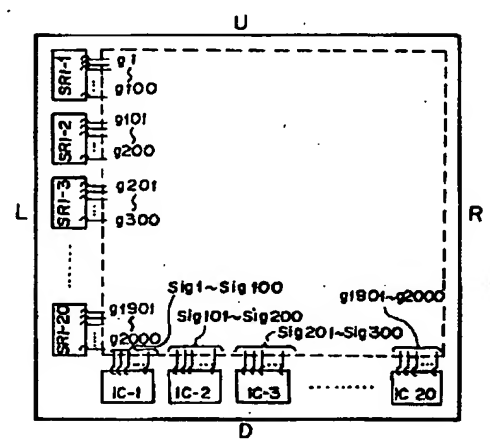 U
SRI-1
g1
g100
SRI-2
g101
g200
SRI-3
g201
g300
L
R
SRI-20
g1901
g2000
Sig1~Sig100
Sig101~Sig200
Sig201~Sig300
g1901~g2000
IC-1
IC-2
IC-3
IC 20
D